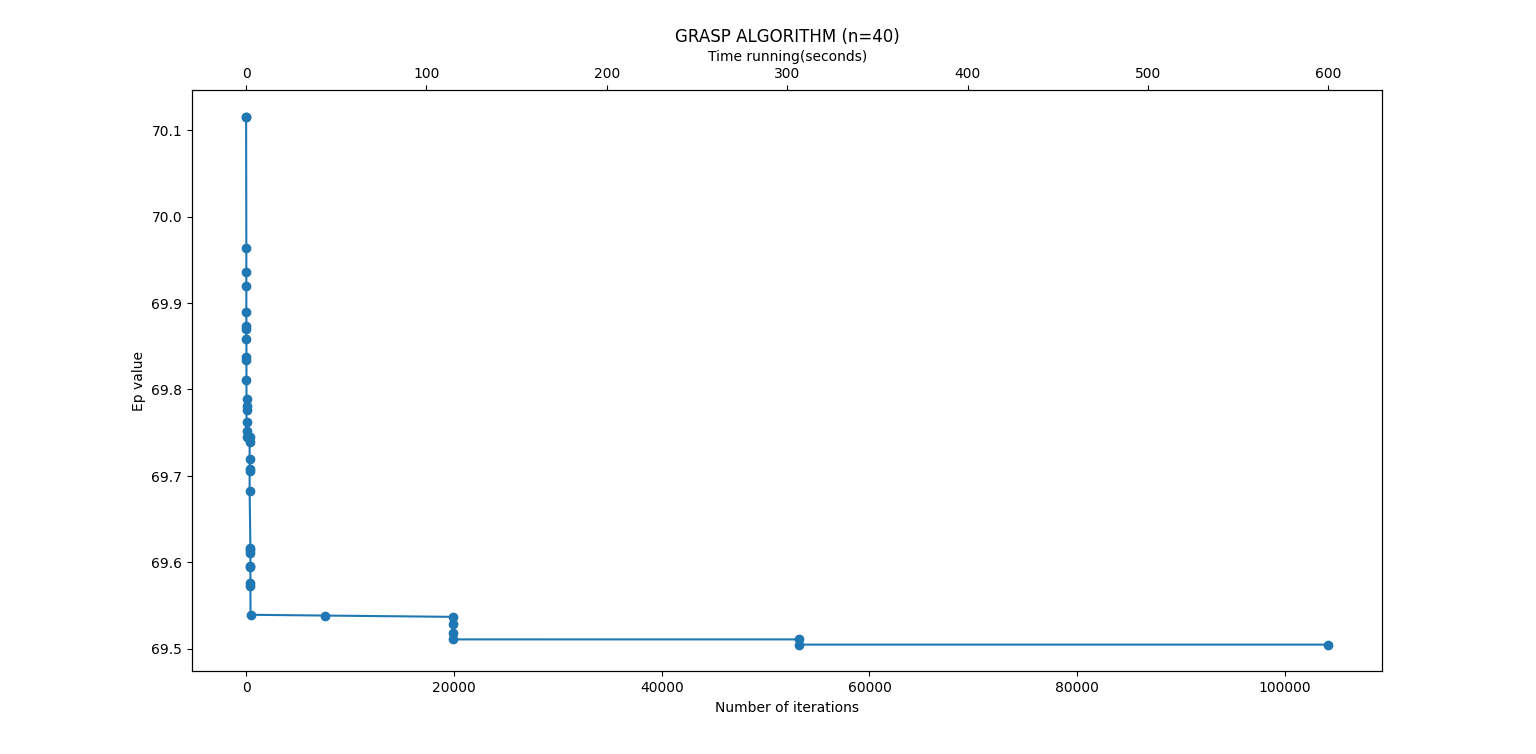 GRASP ALGORITHM (n=40)
Time running(seconds)
0 100 200 300 400 500 600
70.1
70.0
69.9
69.8
69.7
69.6
69.5
Ep value
0 20000 40000 60000 80000 100000
Number of iterations